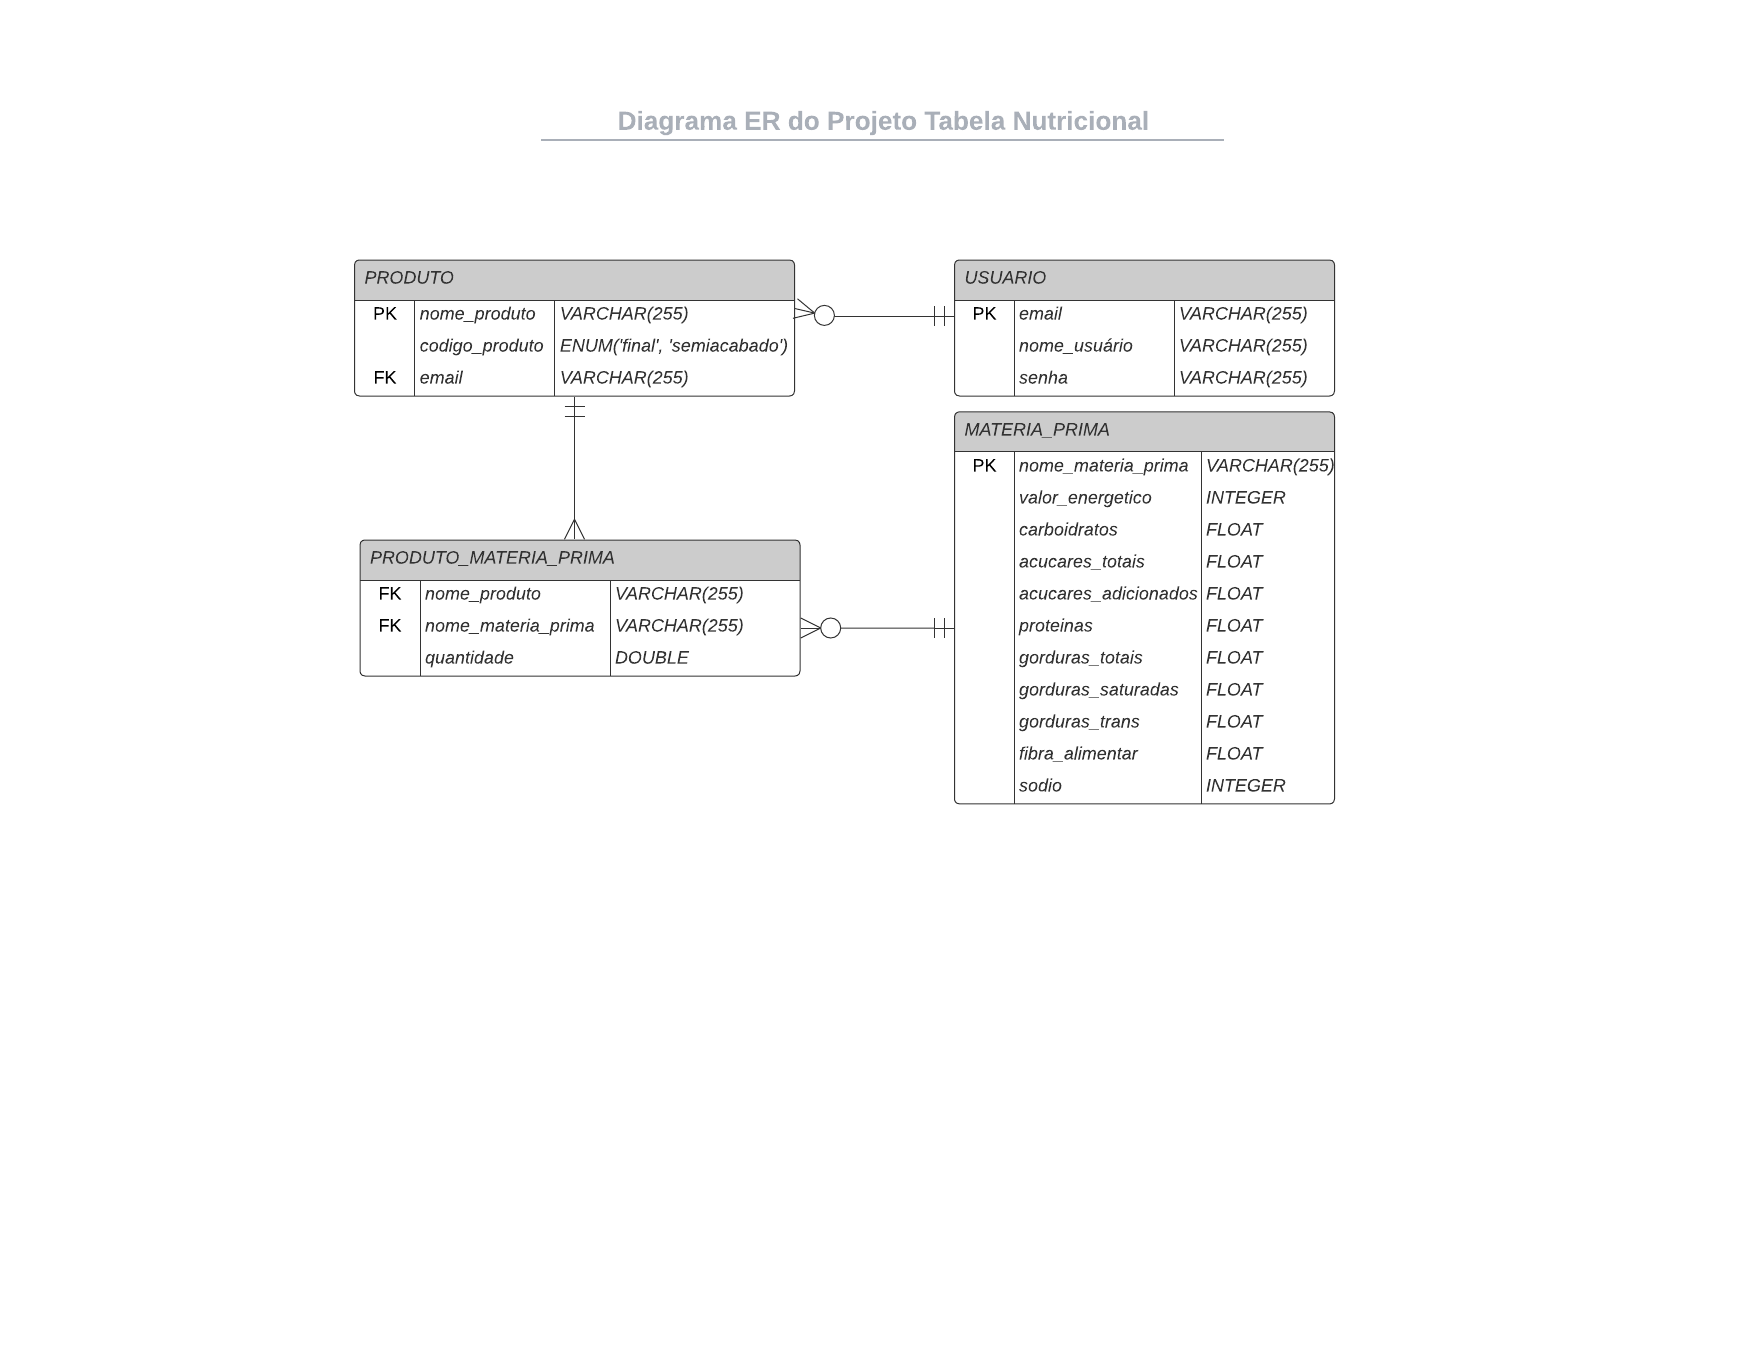 Diagrama ER do Projeto Tabela Nutricional
PRODUTO
PK nome_produto VARCHAR(255)
codigo_produto ENUM('final', 'semiacabado')
FK email VARCHAR(255)
USUARIO
PK email VARCHAR(255)
nome_usuário VARCHAR(255)
senha VARCHAR(255)
PRODUTO_MATERIA_PRIMA
FK nome_produto VARCHAR(255)
FK nome_materia_prima VARCHAR(255)
quantidade DOUBLE
MATERIA_PRIMA
PK nome_materia_prima VARCHAR(255)
valor_energetico INTEGER
carboidratos FLOAT
acucares_totais FLOAT
acucares_adicionados FLOAT
proteinas FLOAT
gorduras_totais FLOAT
gorduras_saturadas FLOAT
gorduras_trans FLOAT
fibra_alimentar FLOAT
sodio INTEGER